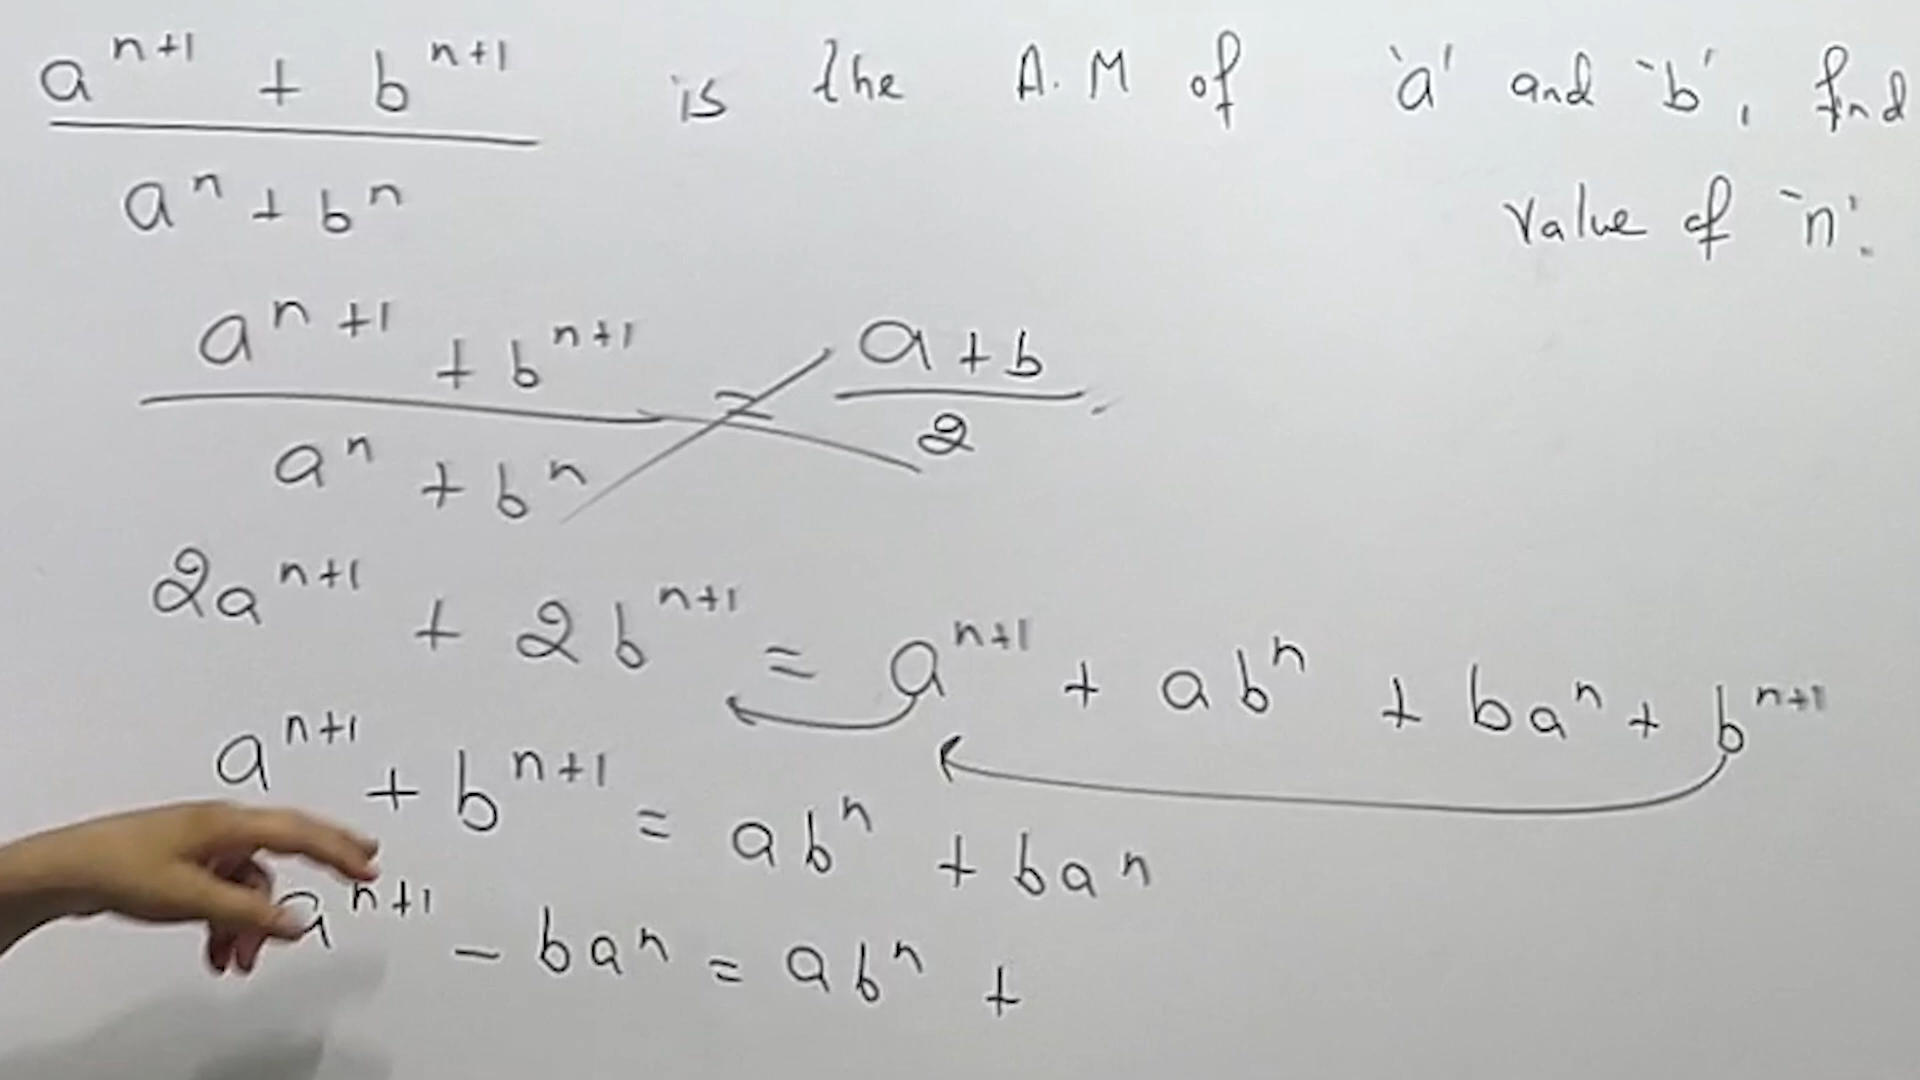 a^{n+1} + b^{n+1} / a^n + b^n is the A.M of 'a' and 'b', find
value of 'n'.
a^{n+1} + b^{n+1} / a^n + b^n = a + b / 2
2a^{n+1} + 2b^{n+1} = a^{n+1} + ab^n + ba^n + b^{n+1}
a^{n+1} + b^{n+1} = ab^n + ba^n
a^{n+1} - ba^n = ab^n +